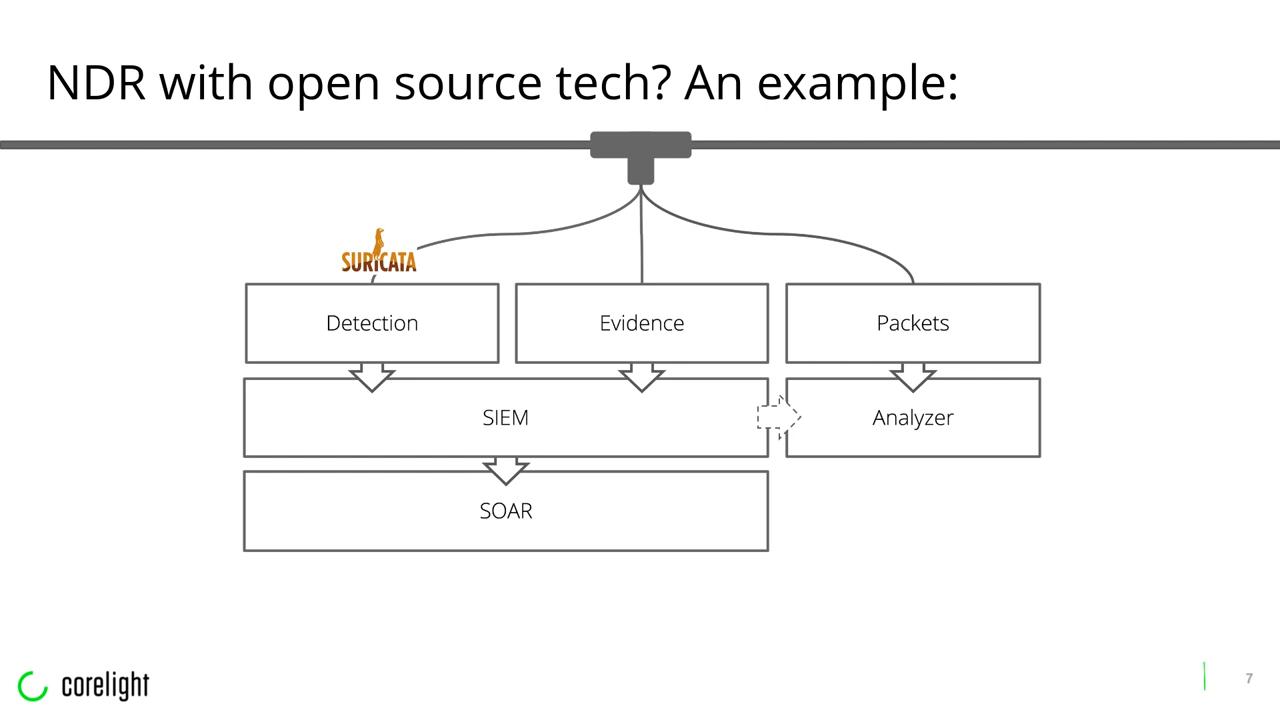 NDR with open source tech? An example:
SURICATA
Detection
Evidence
Packets
SIEM
Analyzer
SOAR
corelight
7